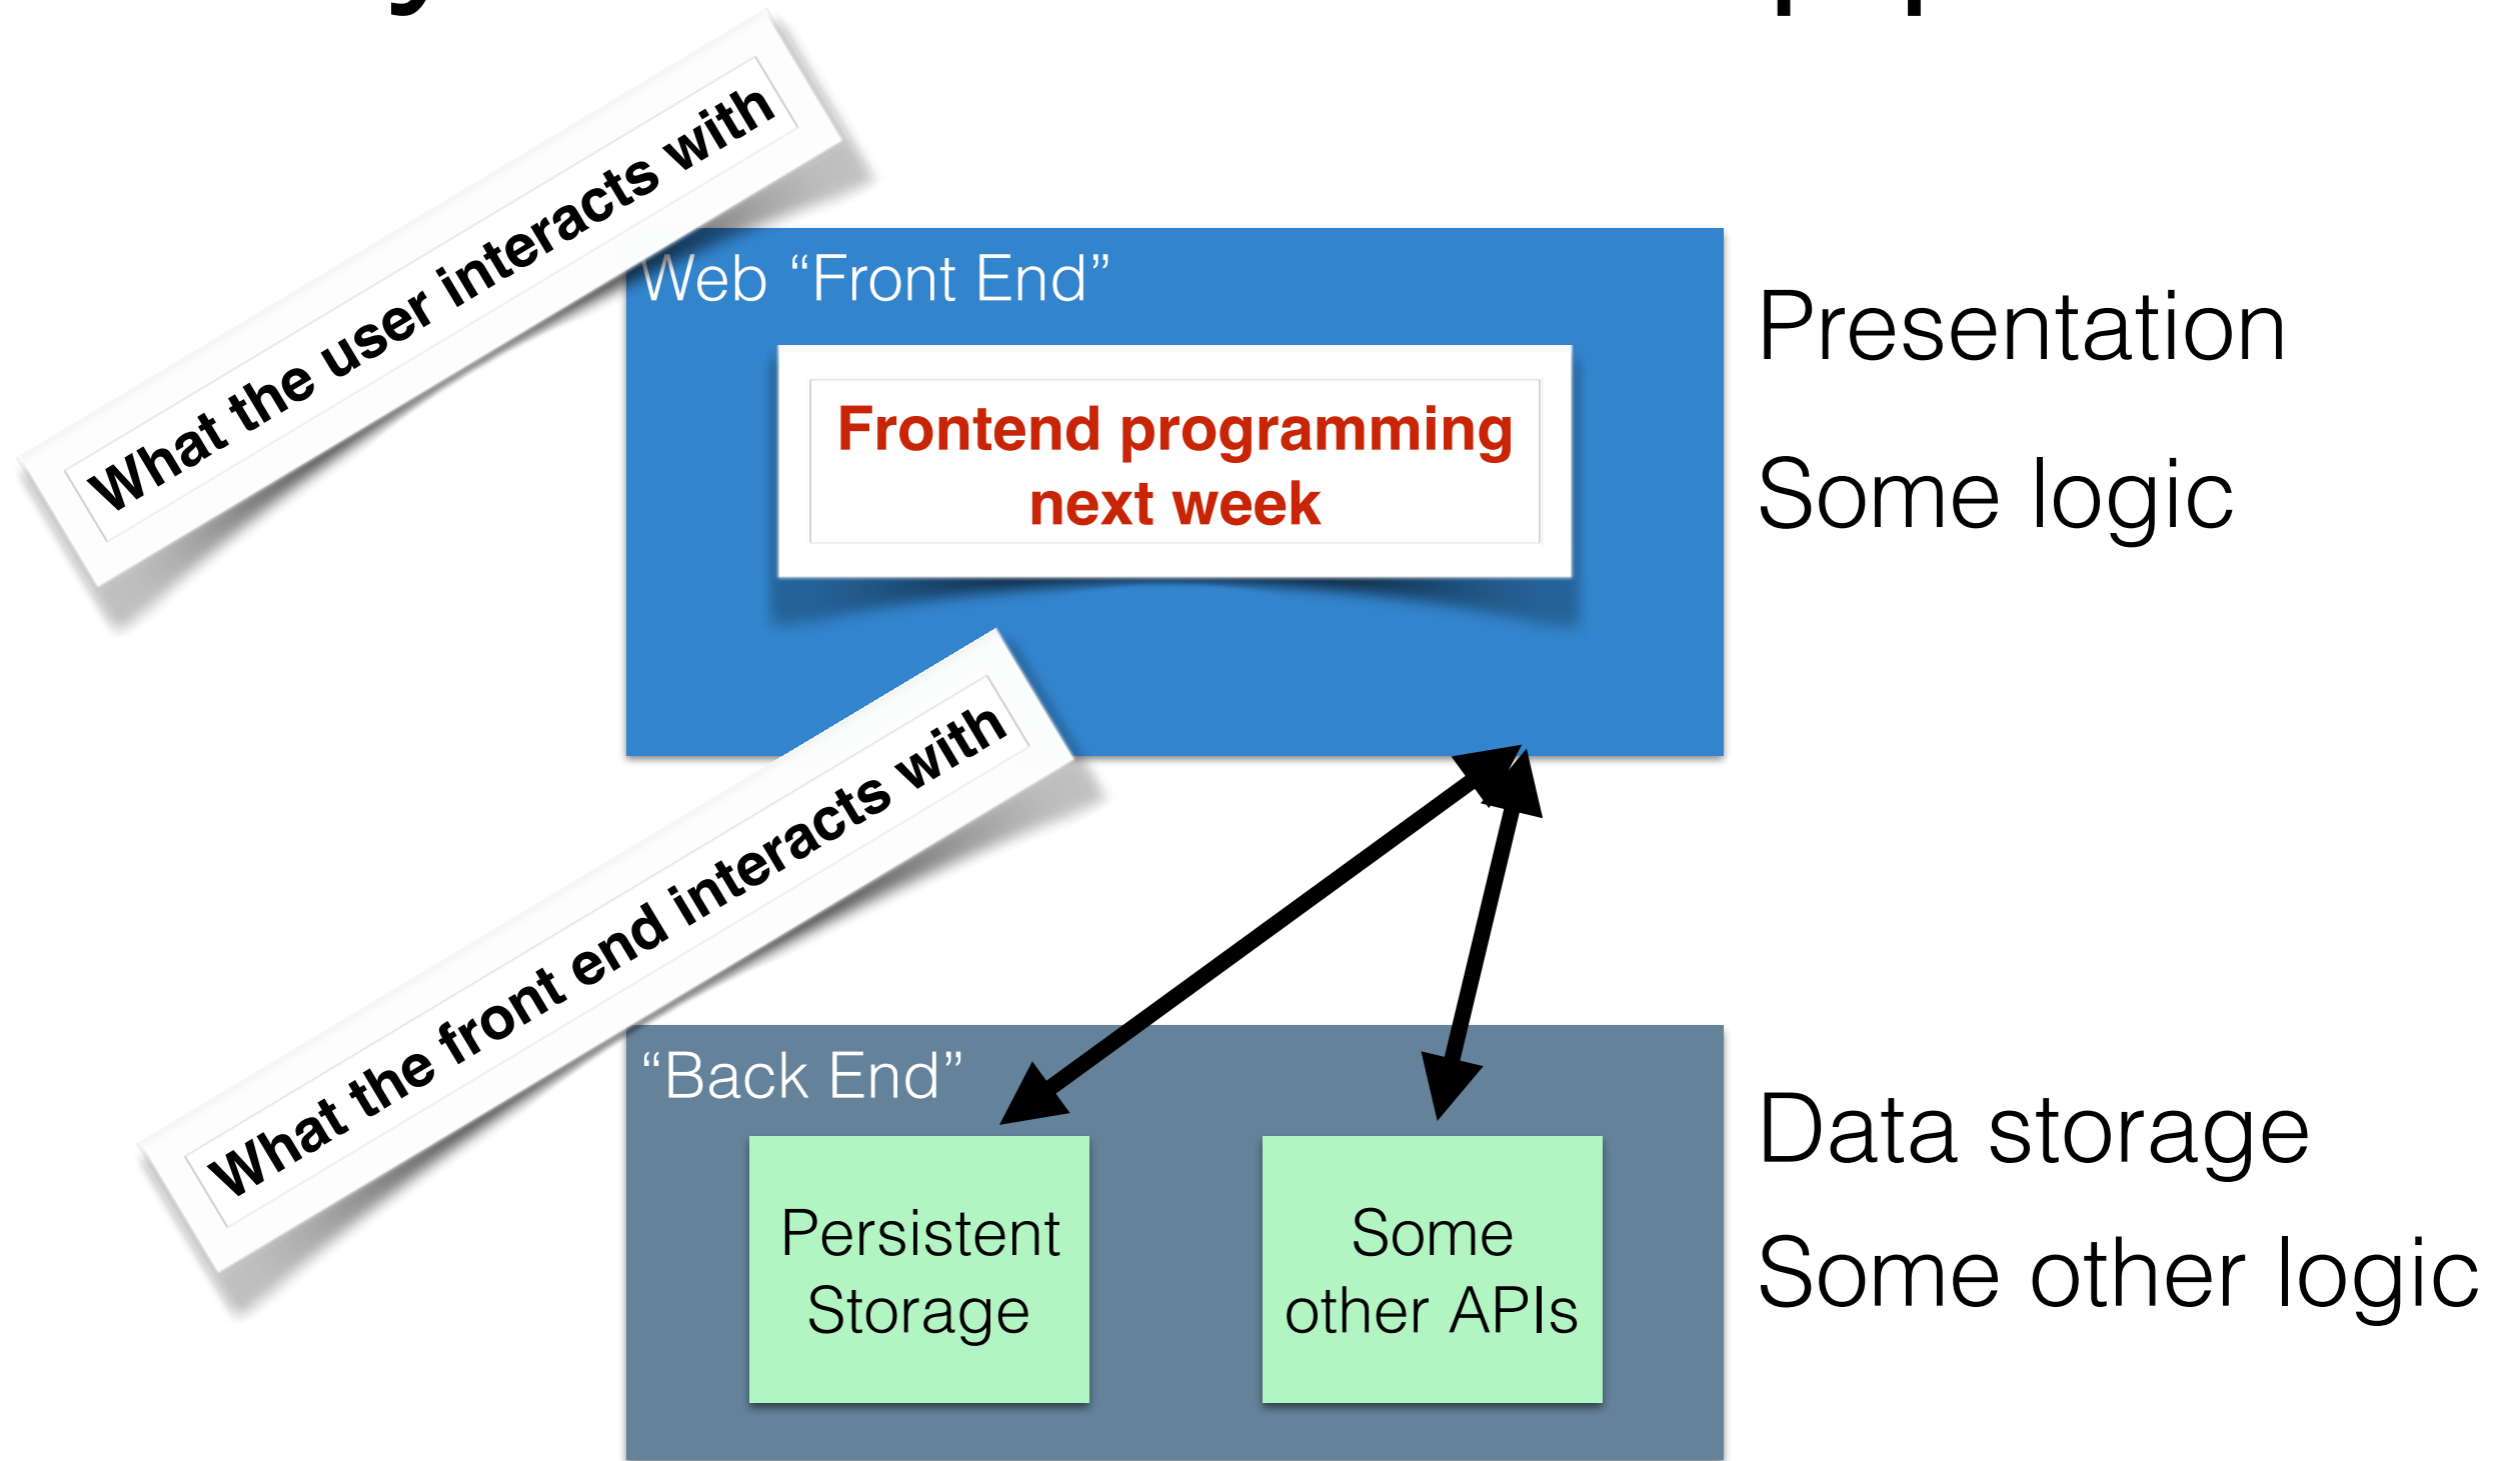 What the user interacts with
Web “Front End”
Frontend programming
next week
Presentation
Some logic
What the front end interacts with
“Back End”
Persistent
Storage
Some
other APIs
Data storage
Some other logic